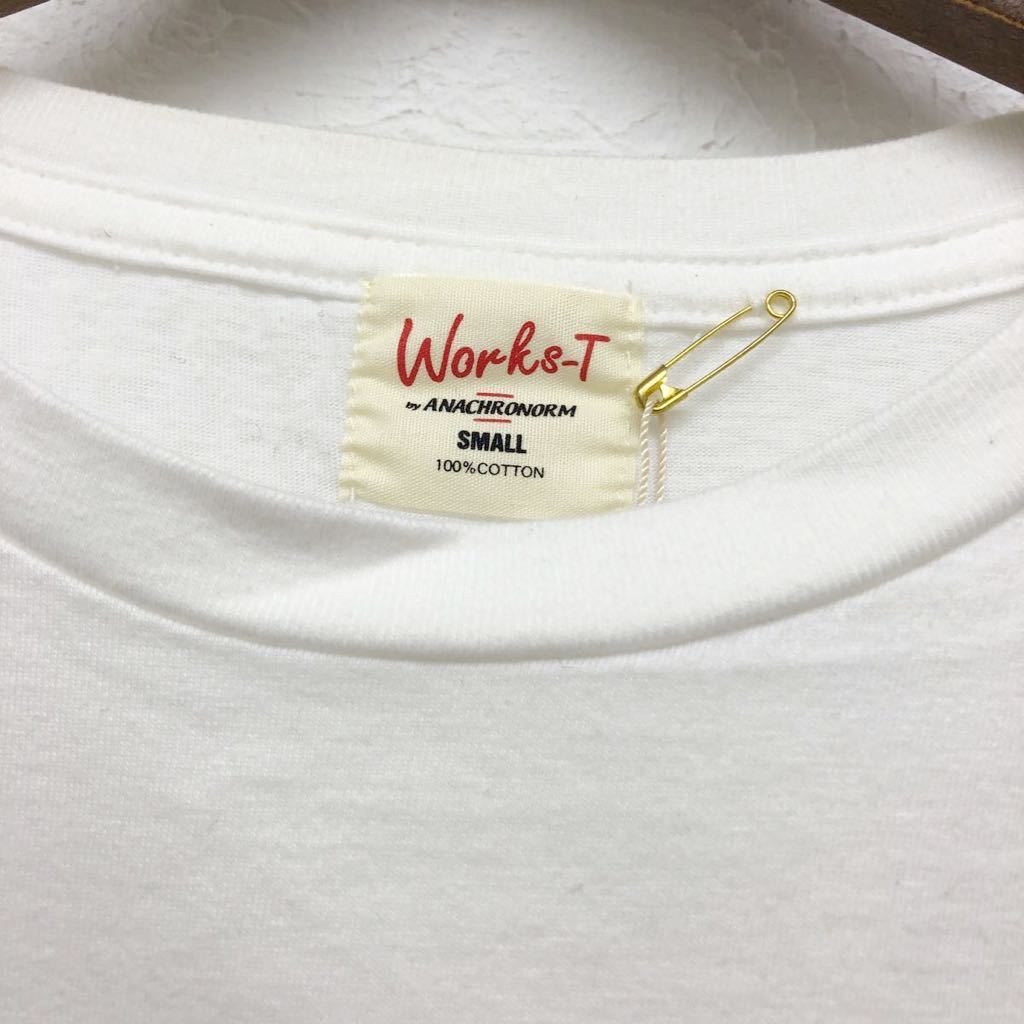 Works-T
by ANACHRONORM
SMALL
100%COTTON